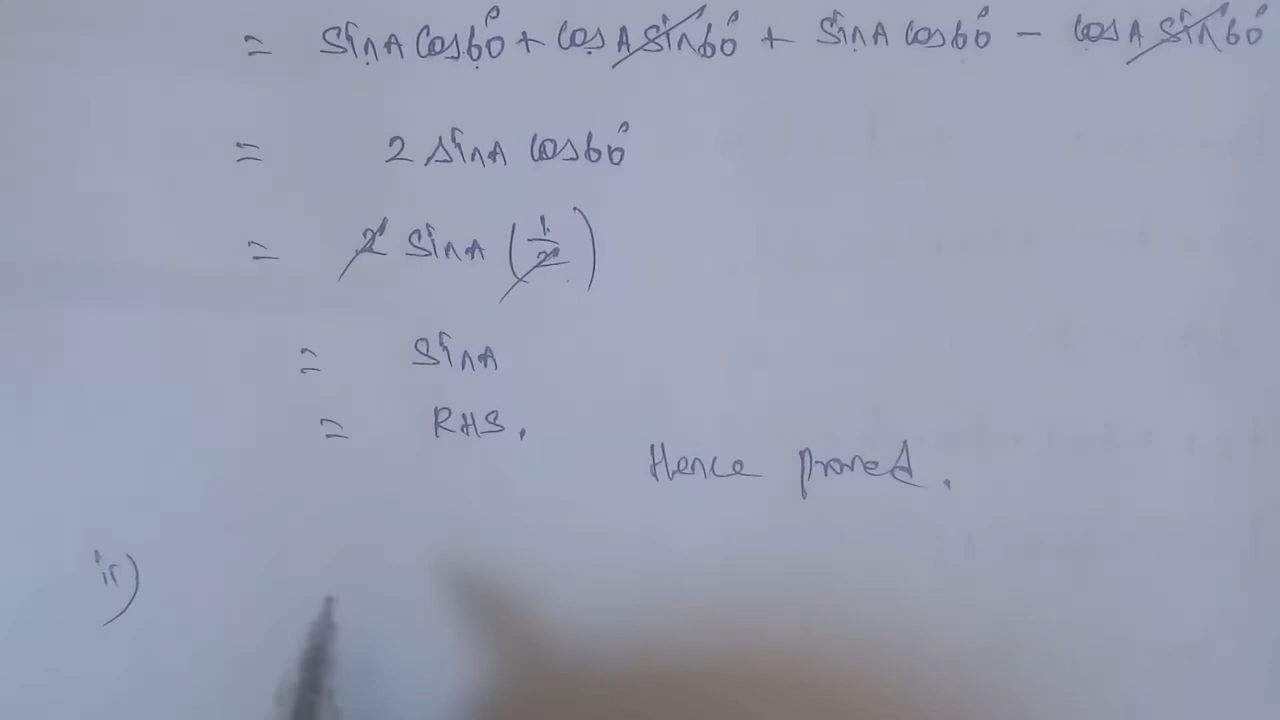 = SinA Cos60° + CosA Sin60° + SinA Cos60° - CosA Sin60°
= 2 SinA Cos60°
= 2 SinA (1/2)
= SinA
= RHS.
Hence proved.
ii)